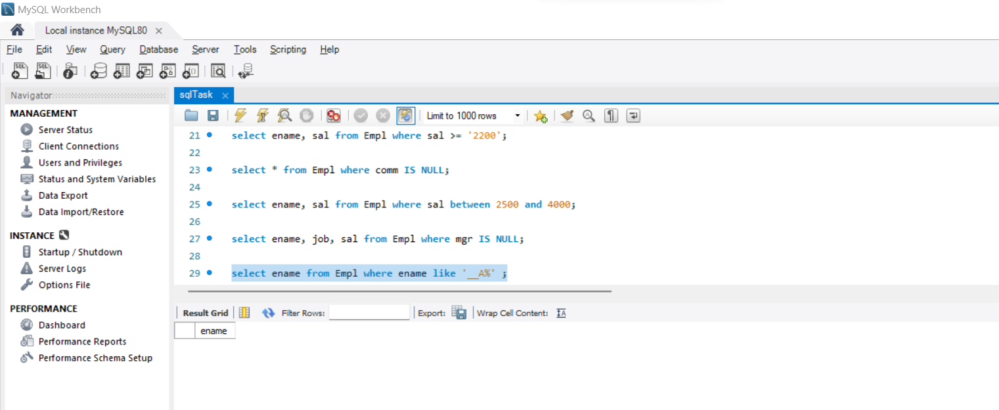 MySQL Workbench
Local instance MySQL80
File Edit View Query Database Server Tools Scripting Help
Navigator
MANAGEMENT
Server Status
Client Connections
Users and Privileges
Status and System Variables
Data Export
Data Import/Restore
INSTANCE
Startup / Shutdown
Server Logs
Options File
PERFORMANCE
Dashboard
Performance Reports
Performance Schema Setup
sqlTask
Limit to 1000 rows
21 select ename, sal from Empl where sal >= '2200';
22
23 select * from Empl where comm IS NULL;
24
25 select ename, sal from Empl where sal between 2500 and 4000;
26
27 select ename, job, sal from Empl where mgr IS NULL;
28
29 select ename from Empl where ename like '__A%' ;
Result Grid Filter Rows: Export: Wrap Cell Content:
ename